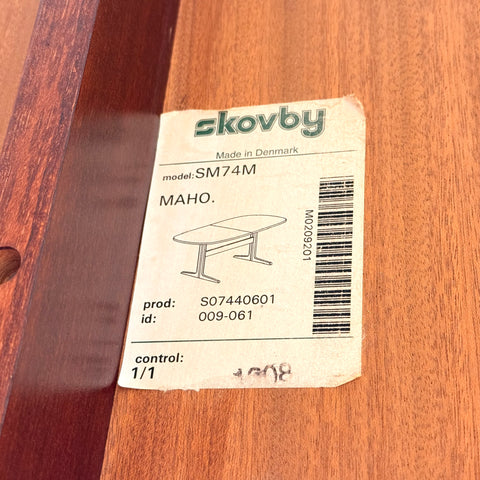 skovby
Made in Denmark
model: SM74M
MAHO.
M0209201
prod: S07440601
id: 009-061
control:
1/1